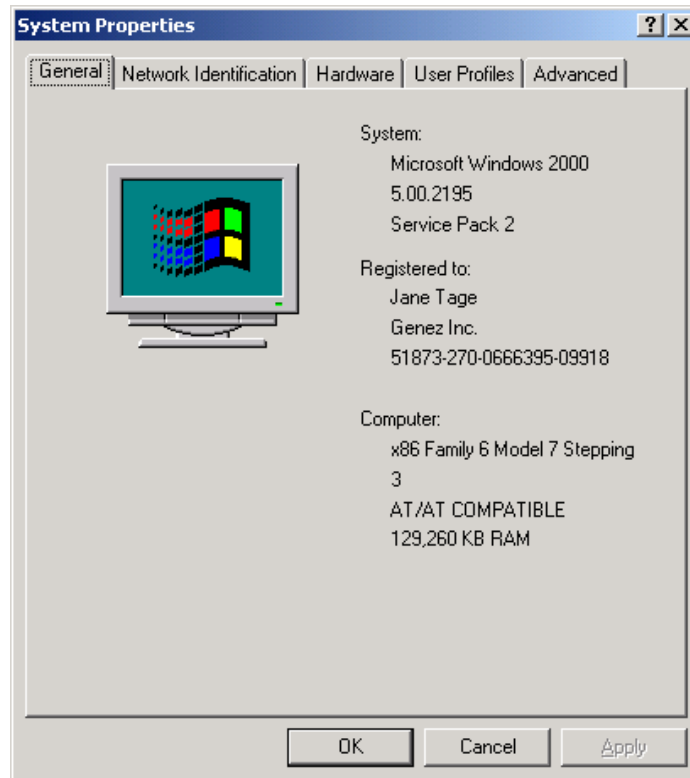 System Properties
General
Network Identification
Hardware
User Profiles
Advanced
System:
Microsoft Windows 2000
5.00.2195
Service Pack 2
Registered to:
Jane Tage
Genez Inc.
51873-270-0666395-09918
Computer:
x86 Family 6 Model 7 Stepping
3
AT/AT COMPATIBLE
129,260 KB RAM
OK
Cancel
Apply